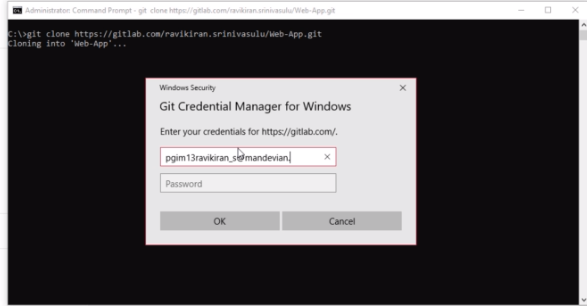 Administrator: Command Prompt - git clone https://gitlab.com/ravikiran.srinivasulu/Web-App.git
C:\>git clone https://gitlab.com/ravikiran.srinivasulu/Web-App.git
Cloning into 'Web-App'...
Windows Security
Git Credential Manager for Windows
Enter your credentials for https://gitlab.com/.
pgim13ravikiran_s@mandevian.
Password
OK Cancel